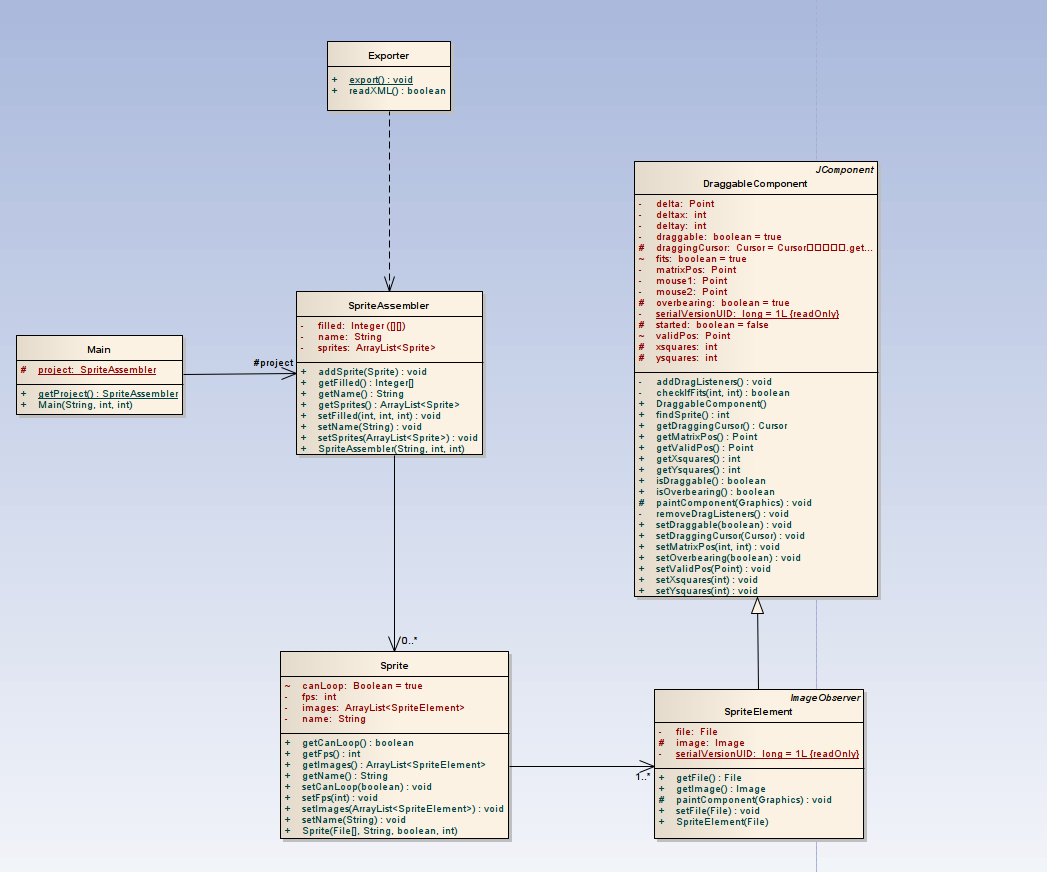 Exporter
+ export() : void
+ readXML() : boolean
JComponent
DraggableComponent
- delta: Point
- deltax: int
- deltay: int
- draggable: boolean = true
# draggingCursor: Cursor = Cursor□□□□□.get...
~ fits: boolean = true
- matrixPos: Point
- mouse1: Point
- mouse2: Point
# overbearing: boolean = true
- serialVersionUID: long = 1L {readOnly}
# started: boolean = false
~ validPos: Point
# xsquares: int
# ysquares: int
- addDragListeners() : void
- checkIfFits(int, int) : boolean
+ DraggableComponent()
+ findSprite() : int
+ getDraggingCursor() : Cursor
+ getMatrixPos() : Point
+ getValidPos() : Point
+ getXsquares() : int
+ getYsquares() : int
+ isDraggable() : boolean
+ isOverbearing() : boolean
# paintComponent(Graphics) : void
- removeDragListeners() : void
+ setDraggable(boolean) : void
+ setDraggingCursor(Cursor) : void
+ setMatrixPos(int, int) : void
+ setOverbearing(boolean) : void
+ setValidPos(Point) : void
+ setXsquares(int) : void
+ setYsquares(int) : void
SpriteAssembler
- filled: Integer ([][])
- name: String
- sprites: ArrayList<Sprite>
+ addSprite(Sprite) : void
+ getFilled() : Integer[]
+ getName() : String
+ getSprites() : ArrayList<Sprite>
+ setFilled(int, int, int) : void
+ setName(String) : void
+ setSprites(ArrayList<Sprite>) : void
+ SpriteAssembler(String, int, int)
Main
# project: SpriteAssembler
+ getProject() : SpriteAssembler
+ Main(String, int, int)
#project
0..*
Sprite
~ canLoop: Boolean = true
- fps: int
- images: ArrayList<SpriteElement>
- name: String
+ getCanLoop() : boolean
+ getFps() : int
+ getImages() : ArrayList<SpriteElement>
+ getName() : String
+ setCanLoop(boolean) : void
+ setFps(int) : void
+ setImages(ArrayList<SpriteElement>) : void
+ setName(String) : void
+ Sprite(File[], String, boolean, int)
1..*
ImageObserver
SpriteElement
- file: File
# image: Image
- serialVersionUID: long = 1L {readOnly}
+ getFile() : File
+ getImage() : Image
# paintComponent(Graphics) : void
+ setFile(File) : void
+ SpriteElement(File)